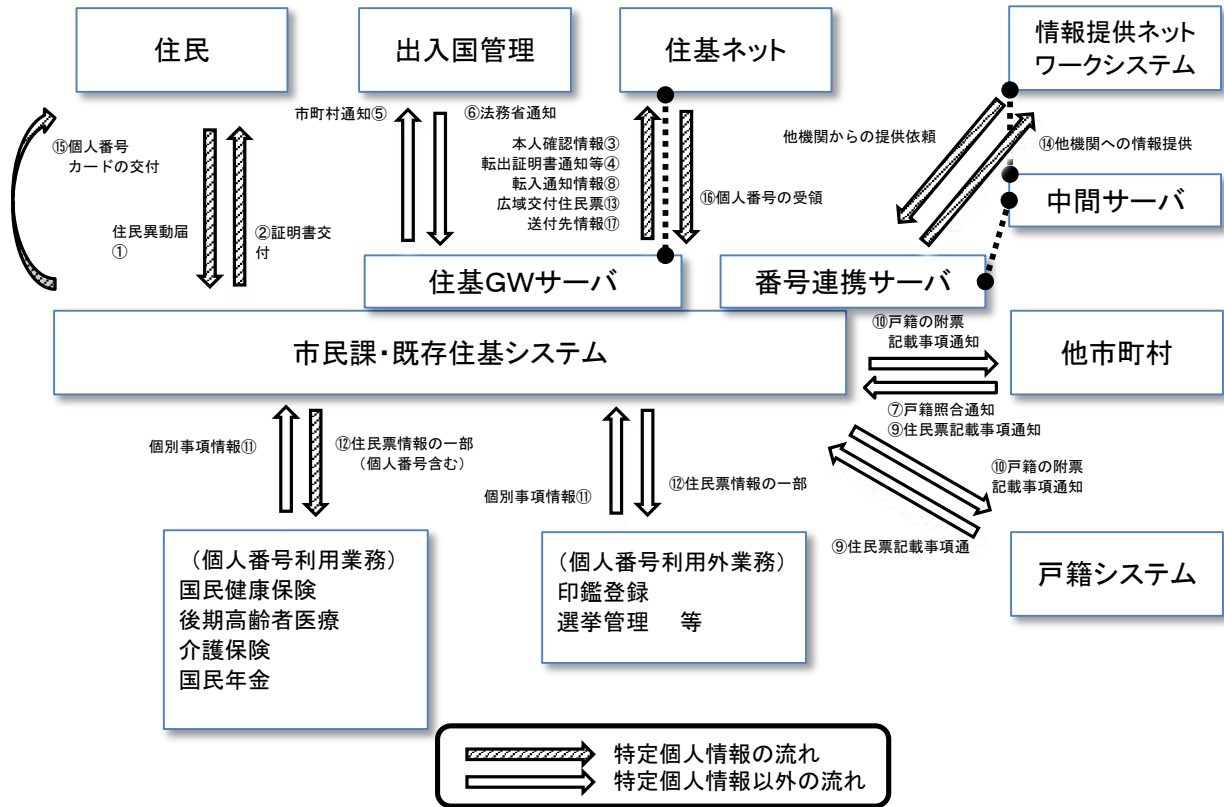 住民
出入国管理
住基ネット
情報提供ネット
ワークシステム
⑮個人番号
カードの交付
住民異動届
①
②証明書交
付
市町村通知⑤
⑥法務省通知
本人確認情報③
転出証明書通知等④
転入通知情報⑧
広域交付住民票⑬
送付先情報⑰
⑯個人番号の受領
他機関からの提供依頼
⑭他機関への情報提供
中間サーバ
住基GWサーバ
番号連携サーバ
市民課・既存住基システム
⑩戸籍の附票
記載事項通知
他市町村
⑦戸籍照合通知
⑨住民票記載事項通知
個別事項情報⑪
⑫住民票情報の一部
（個人番号含む）
個別事項情報⑪
⑫住民票情報の一部
⑩戸籍の附票
記載事項通知
⑨住民票記載事項通
戸籍システム
（個人番号利用業務）
国民健康保険
後期高齢者医療
介護保険
国民年金
（個人番号利用外業務）
印鑑登録
選挙管理　等
特定個人情報の流れ
特定個人情報以外の流れ